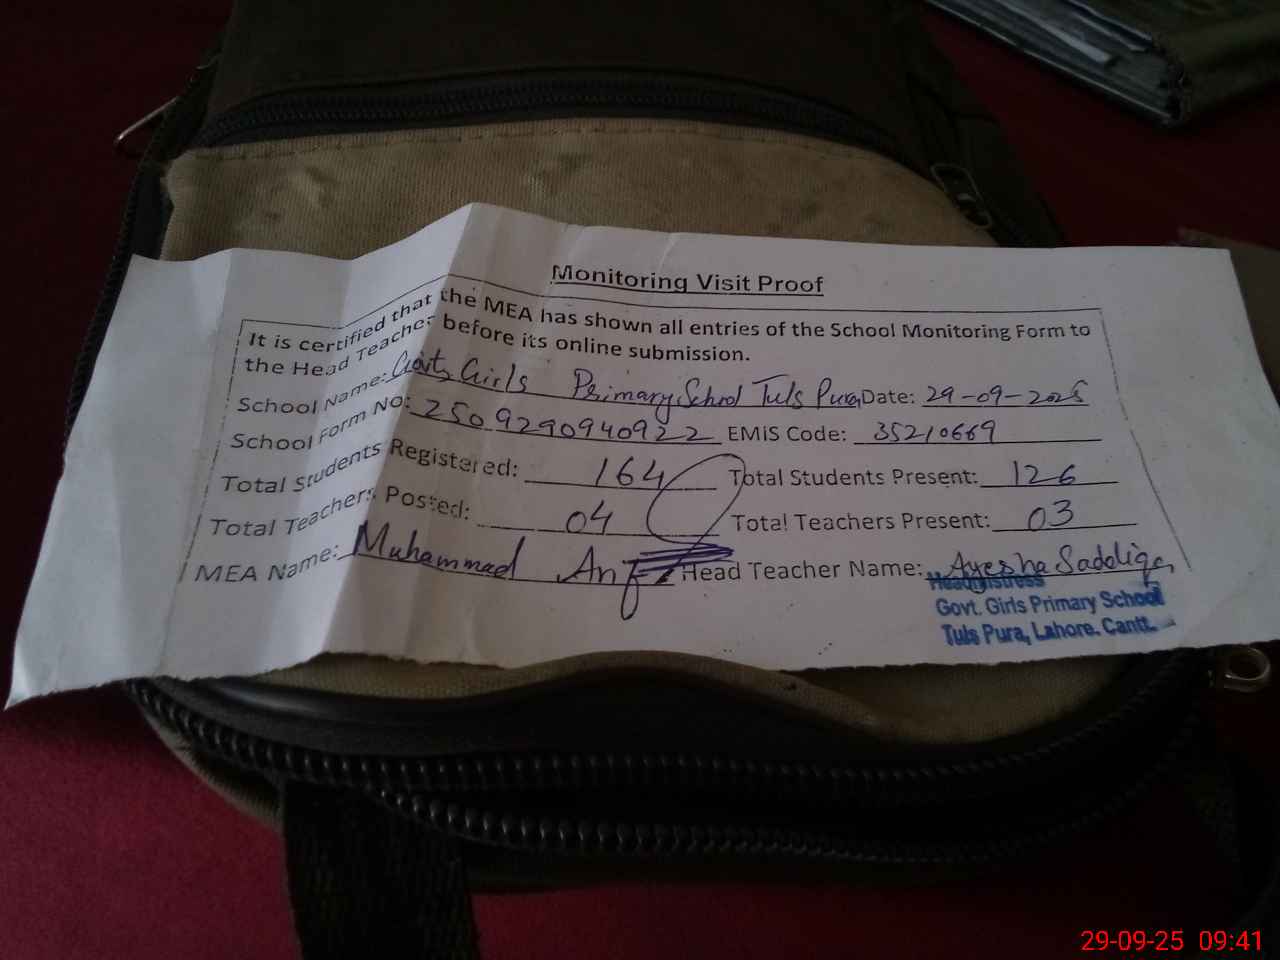 Monitoring Visit Proof
It is certified that the MEA has shown all entries of the School Monitoring Form to
the Head Teacher before its online submission.
School Name: Govt. Girls Primary School Tuls Pura Date: 29-09-2025
School Form No: 2509290940922 EMIS Code: 35210669
Total Students Registered: 164 Total Students Present: 126
Total Teachers Posted: 04 Total Teachers Present: 03
MEA Name: Muhammad Head Teacher Name: Ayesha Saddiqa
Headmistress
Govt. Girls Primary School
Tuls Pura, Lahore. Cantt.
29-09-25 09:41